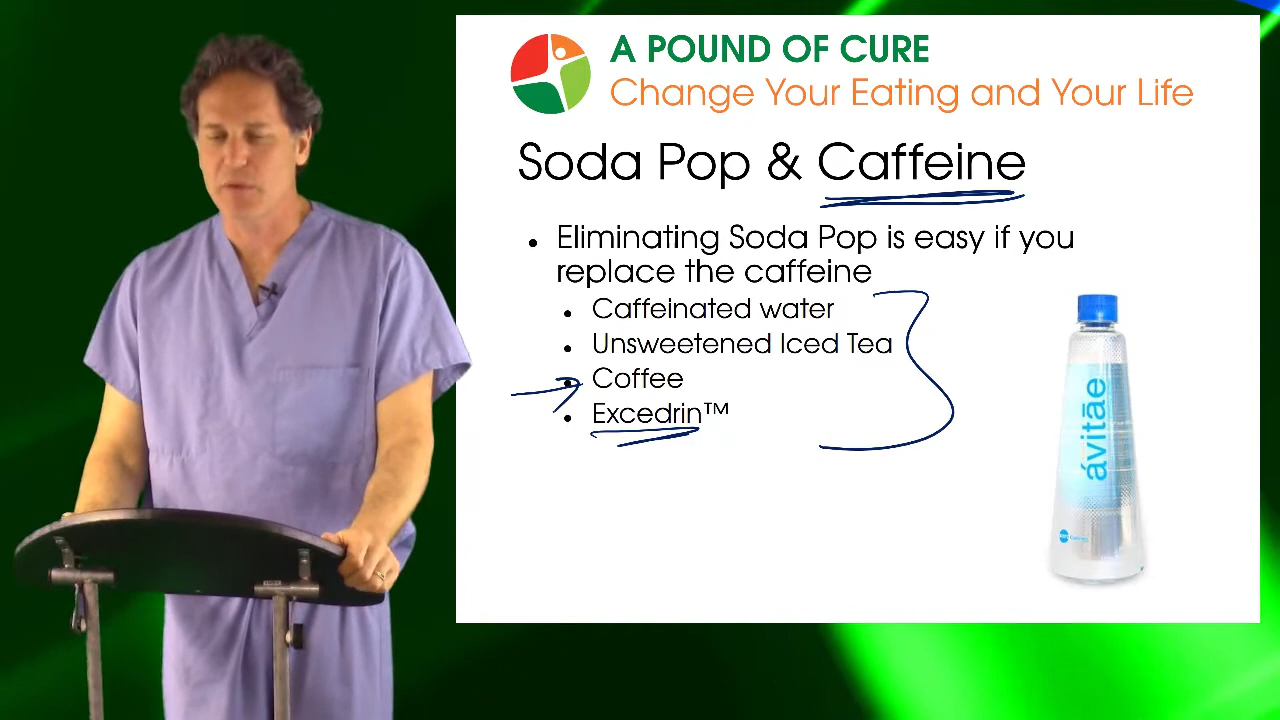 A POUND OF CURE
Change Your Eating and Your Life
Soda Pop & Caffeine
• Eliminating Soda Pop is easy if you
replace the caffeine
• Caffeinated water
• Unsweetened Iced Tea
• Coffee
• Excedrin™
ávitāe